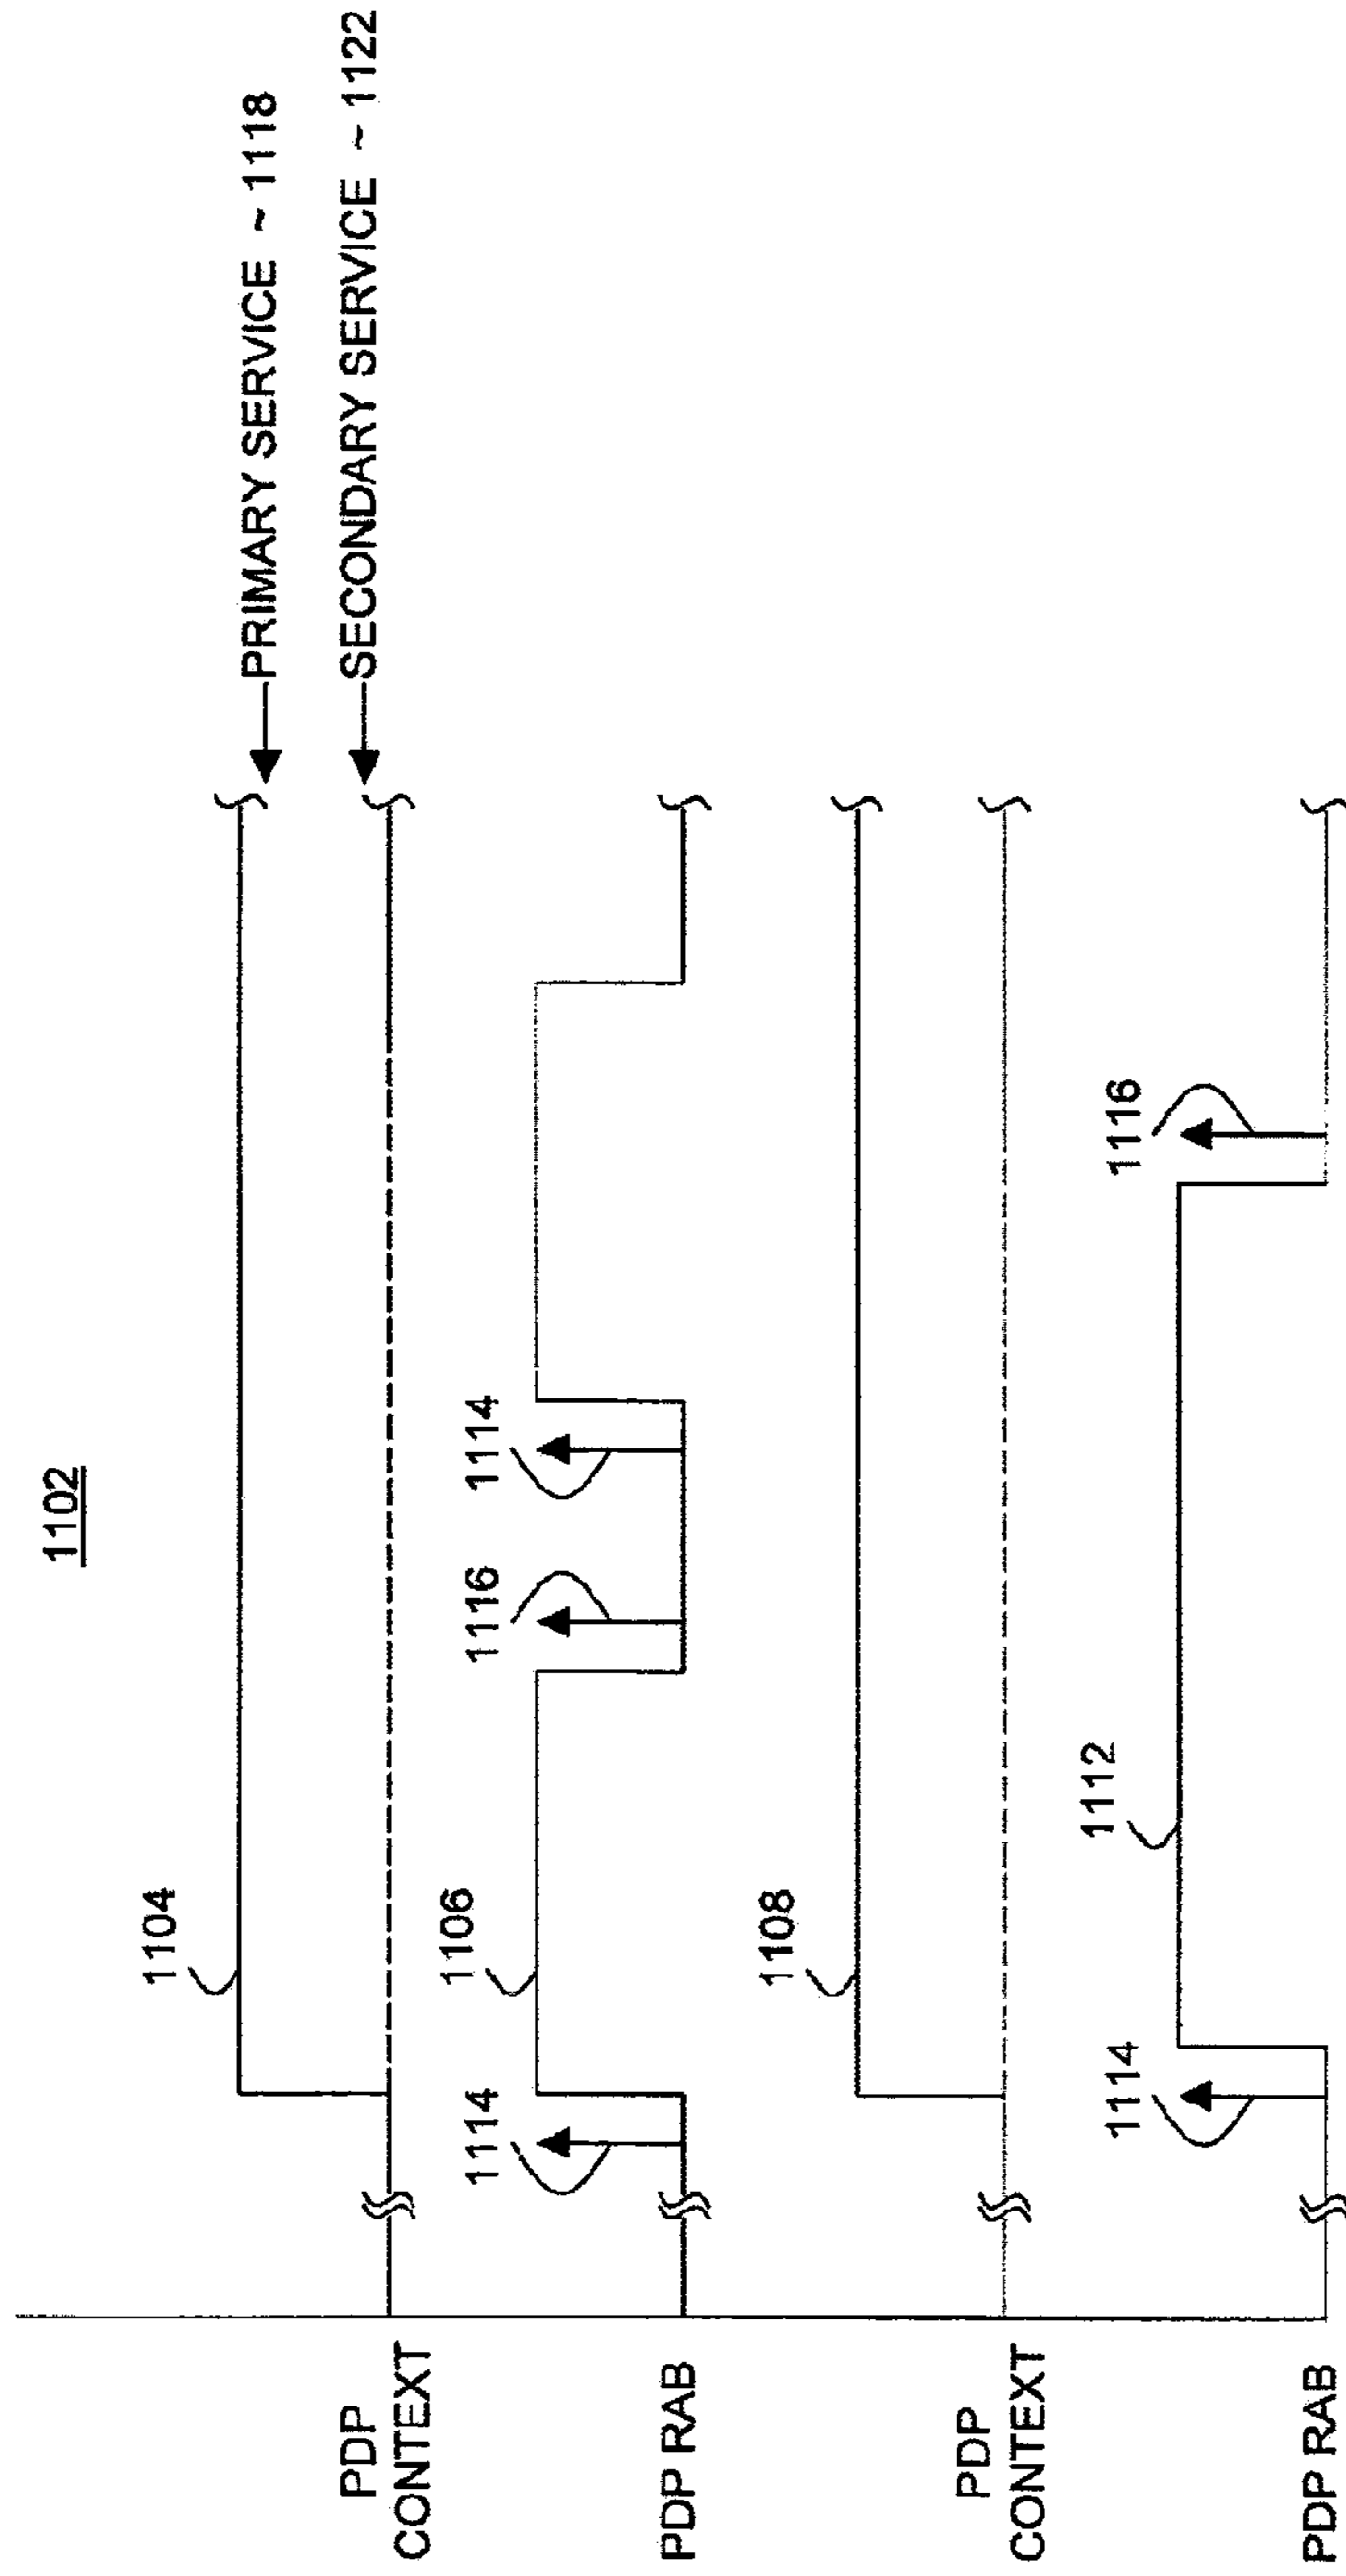 1102
PRIMARY SERVICE ~ 1118
SECONDARY SERVICE ~ 1122
1104
PDP
CONTEXT
1114
1106
1116
1114
PDP RAB
1108
PDP
CONTEXT
1114
1112
1116
PDP RAB